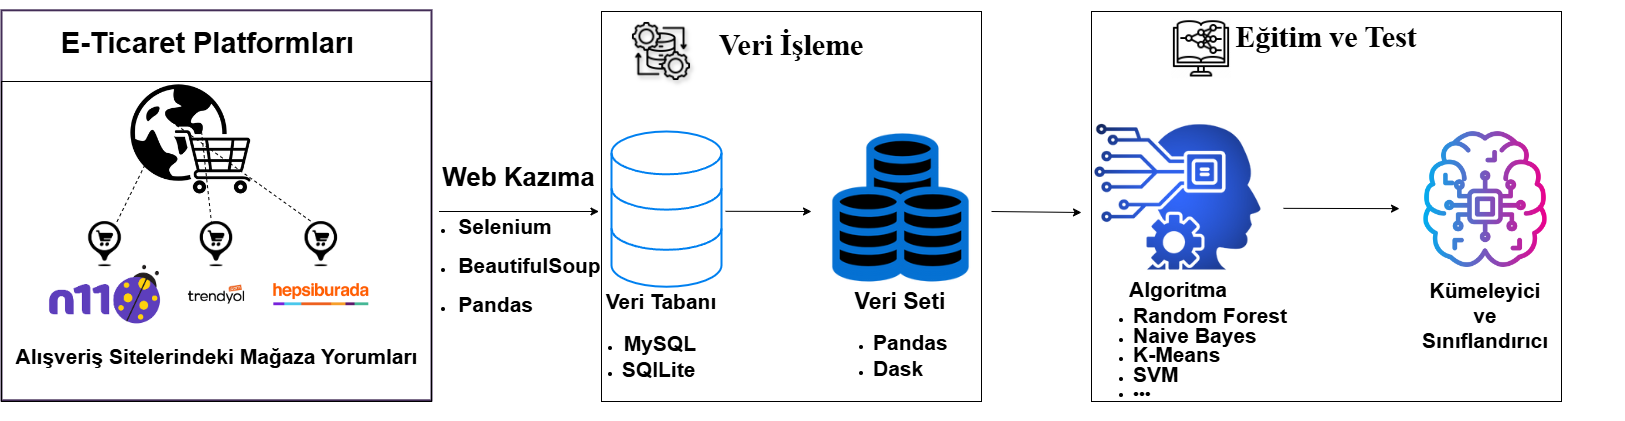 E-Ticaret Platformları
n11
trendyol
.com
hepsiburada
Alışveriş Sitelerindeki Mağaza Yorumları
Web Kazıma
• Selenium
• BeautifulSoup
• Pandas
Veri İşleme
Veri Tabanı
• MySQL
• SQlLite
Veri Seti
• Pandas
• Dask
Eğitim ve Test
Algoritma
• Random Forest
Naive Bayes
• K-Means
• SVM
• •••
Kümeleyici
ve
Sınıflandırıcı